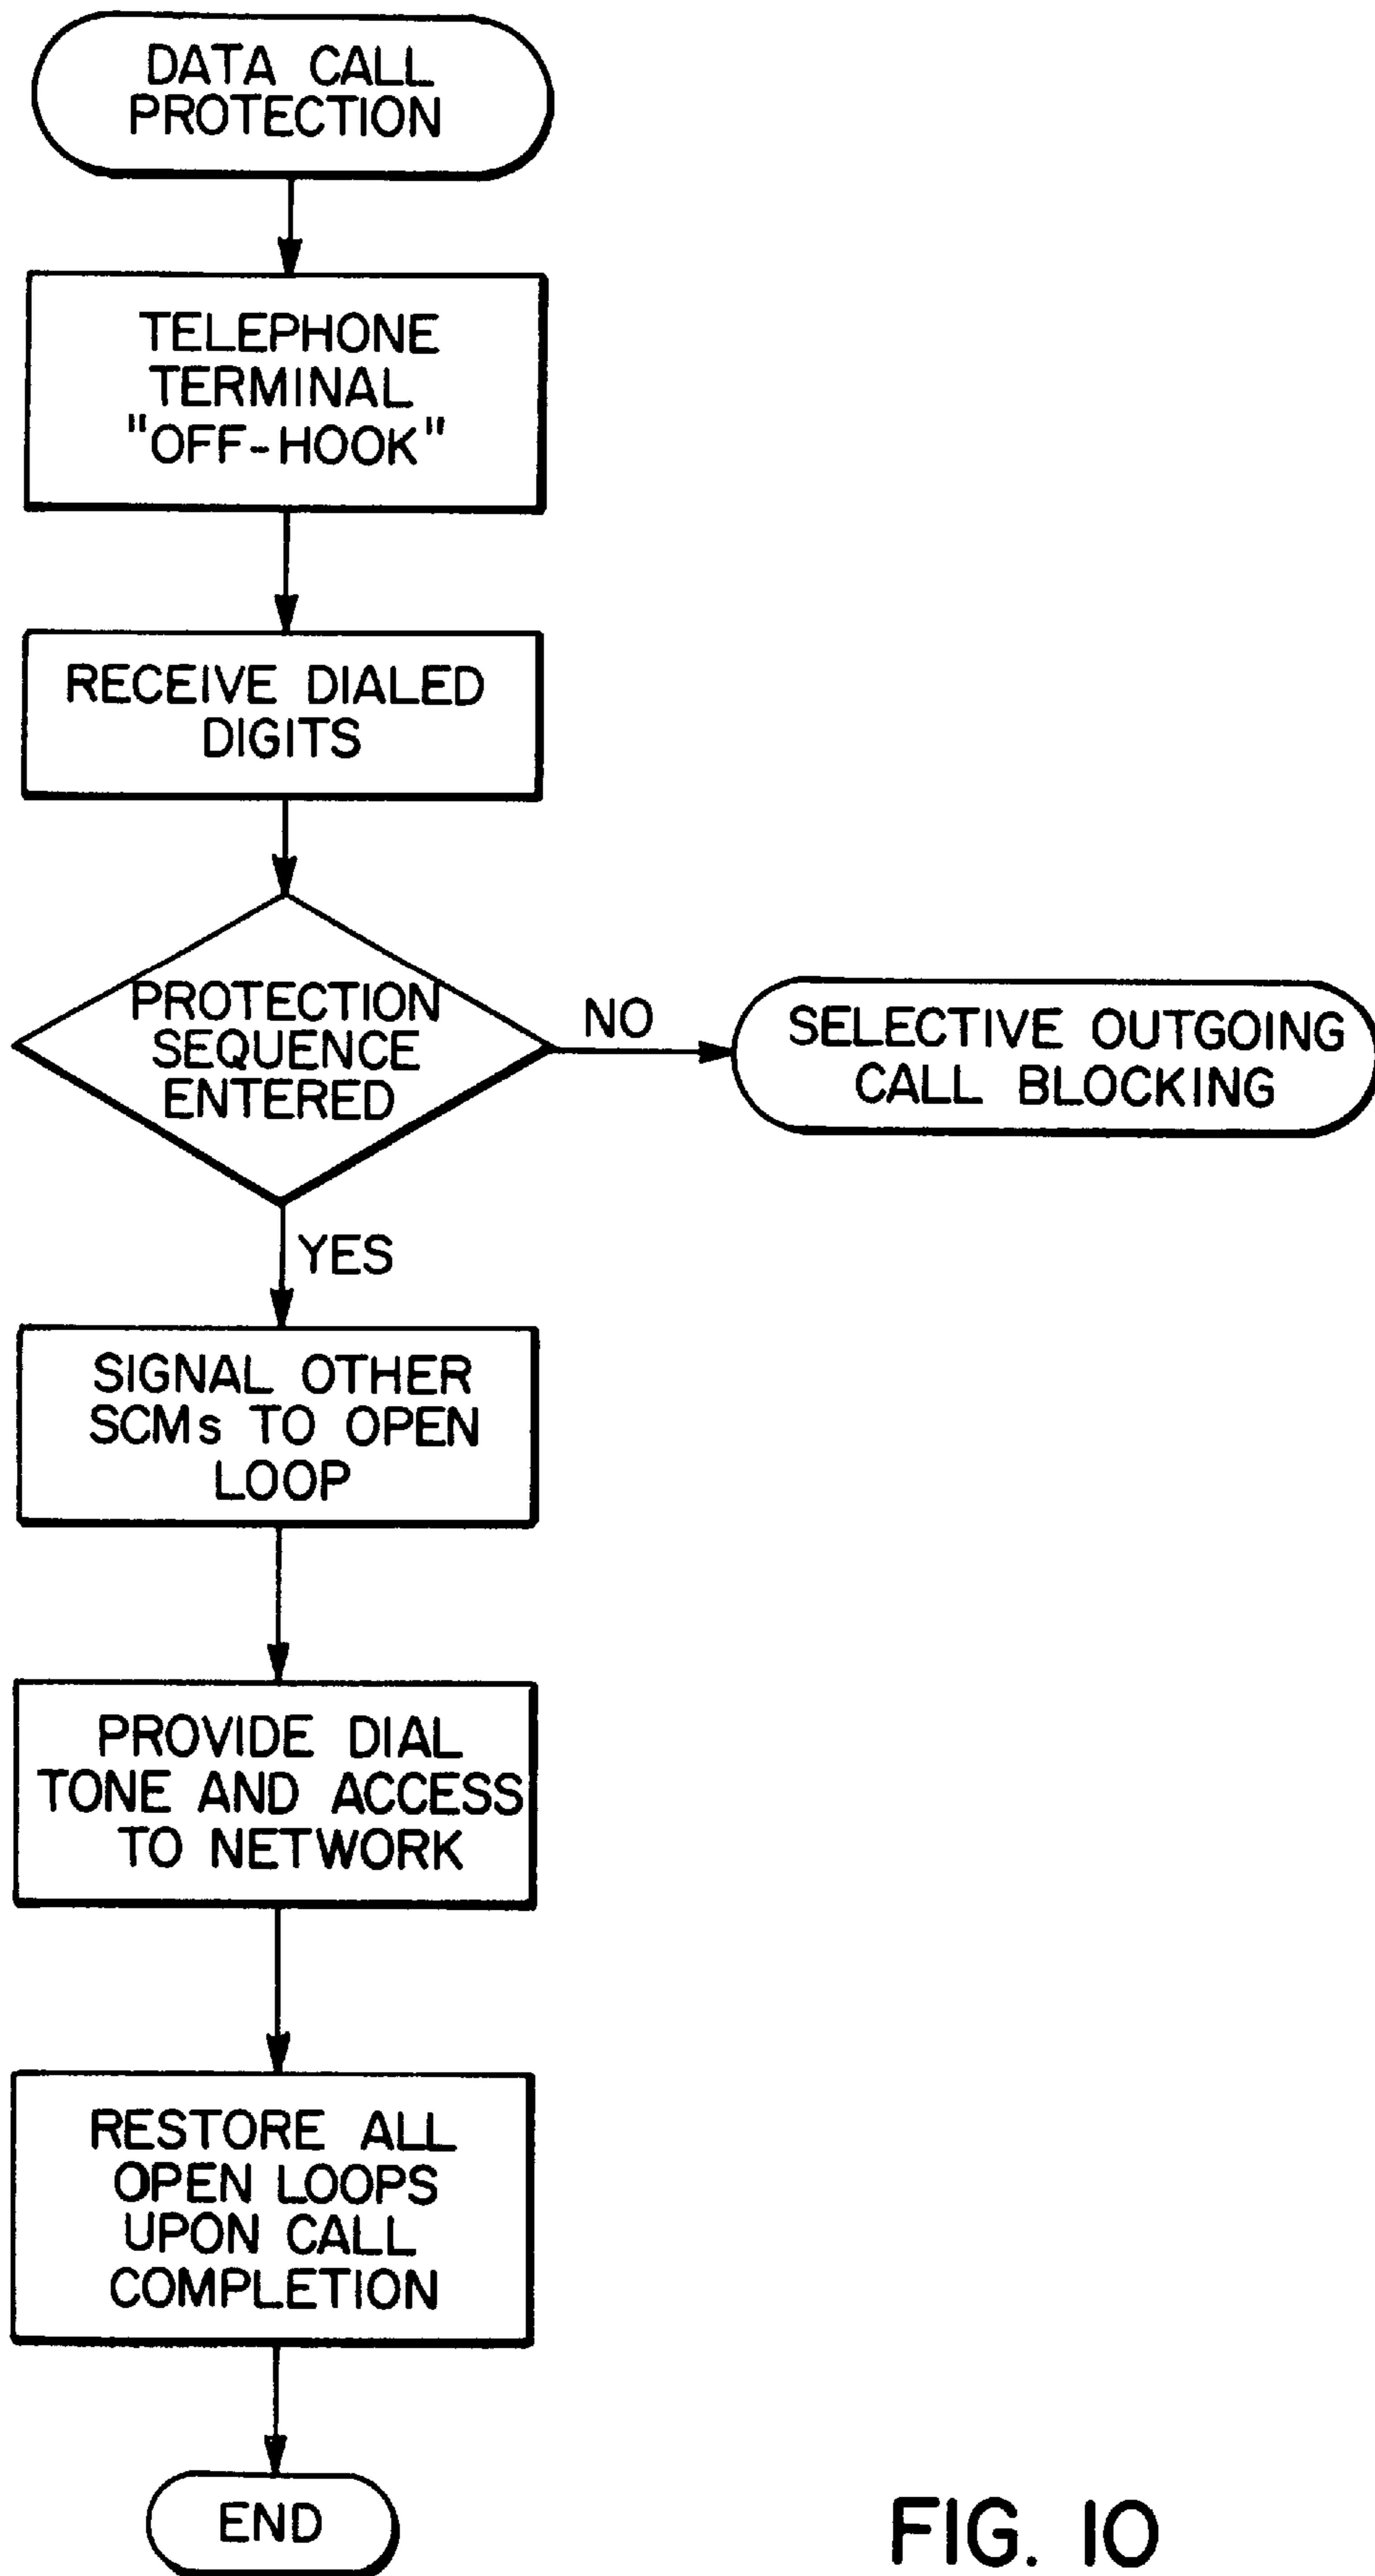 DATA CALL
PROTECTION
TELEPHONE
TERMINAL
"OFF-HOOK"
RECEIVE DIALED
DIGITS
PROTECTION
SEQUENCE
ENTERED
NO
SELECTIVE OUTGOING
CALL BLOCKING
YES
SIGNAL OTHER
SCMs TO OPEN
LOOP
PROVIDE DIAL
TONE AND ACCESS
TO NETWORK
RESTORE ALL
OPEN LOOPS
UPON CALL
COMPLETION
END
FIG. 10